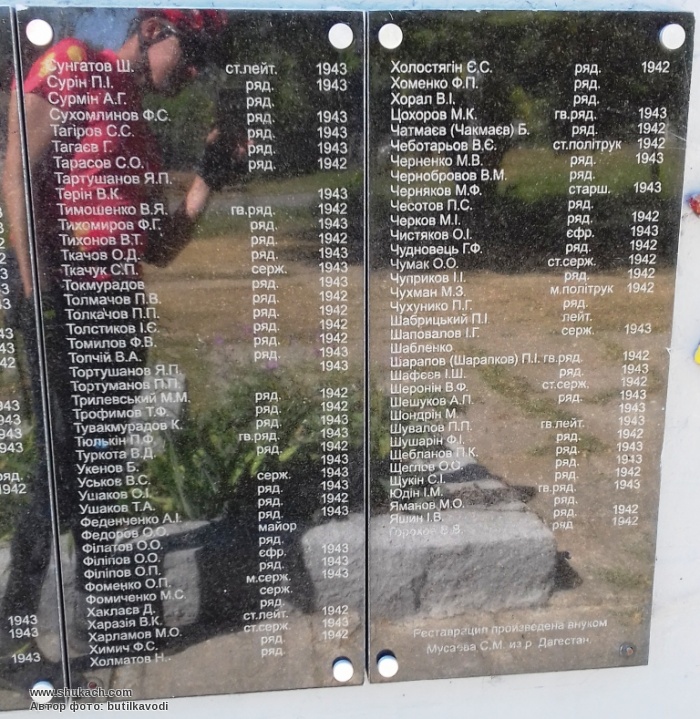 1943
1943
1943
1943
ряд.
1942
1943
1943
1943
Сунгатов Ш. ст.лейт. 1943
Сурін П.І. ряд. 1943
Сурмін А.Г. ряд.
Сухомлинов Ф.С. ряд. 1943
Тагіров С.С. ряд. 1943
Тагаєв Г. ряд. 1943
Тарасов С.О. ряд. 1942
Тартушанов Я.П.
Терін В.К. 1943
Тимошенко В.Я. гв.ряд. 1942
Тихомиров Ф.Г. ряд. 1943
Тихонов В.Т. ряд. 1942
Ткачов О.Д. ряд. 1943
Ткачук С.П. серж. 1943
Токмурадов ряд. 1943
Толмачов П.В. ряд. 1942
Толкачов П.П. ряд. 1942
Толстиков І.Є. ряд. 1942
Томилов Ф.В. ряд. 1942
Топчій В.А. ряд. 1943
Тортушанов Я.П. 1943
Тортуманов П.П.
Трилевський М.М. ряд. 1942
Трофимов Т.Ф. ряд. 1942
Тувакмурадов К. ряд. 1943
Тюлькін П.Ф. гв.ряд. 1943
Туркота В.Д. ряд. 1942
Укенов Б. 1943
Уськов В.С. серж. 1943
Ушаков О.І. ряд. 1943
Ушаков Т.А. ряд. 1942
Феденченко А.І. ряд. 1943
Федоров О.О. майор
Філатов О.О. ряд.
Філіпов О.О. єфр. 1943
Філіпов О.П. ряд. 1943
Фоменко О.П. м.серж. 1943
Фомиченко М.С. серж.
Хаклаєв Д. ряд.
Харазія В.К. ст.лейт. 1942
Харламов М.О. ст.серж. 1943
Химич Ф.С. ряд. 1942
Холматов Н. ряд.
Холостягін Є.С. ряд. 1942
Хоменко Ф.П. ряд.
Хорал В.І. ряд.
Цохоров М.К. гв.ряд. 1943
Чатмаєв (Чакмаєв) Б. ряд. 1942
Чеботарьов В.Є. ст.політрук 1942
Черненко М.В. ряд. 1943
Чернобровов В.М. ряд.
Черняков М.Ф. старш. 1943
Чесотов П.С. ряд.
Черков М.І. ряд. 1942
Чистяков О.І. єфр. 1943
Чудновець Г.Ф. ряд. 1942
Чумак О.О. ст.серж. 1942
Чуприков І.І. ряд. 1942
Чухман М.З. м.політрук 1942
Чухунико П.Г. ряд.
Шабрицький П.І лейт.
Шаповалов І.Г. серж. 1943
Шабленко
Шарапов (Шарапков) П.І. гв.ряд. 1942
Шафєєв І.Ш. ряд. 1943
Шеронін В.Ф. ст.серж. 1942
Шешуков А.П. ряд. 1943
Шондрін М. 1943
Шувалов П.П. гв.лейт. 1943
Шушарін Ф.І. ряд. 1942
Щебланов П.К. ряд. 1943
Щеглов О.О. ряд. 1943
Щукін С.І. ряд. 1943
Юдін І.М. гв.ряд. 1943
Яманов М.О. ряд.
Яшин І.В. ряд. 1942
Горохов В.В. ряд 1942
Реставрация произведена внуком
Мусаева С.М. из р. Дагестан
www.shukach.com
Автор фото: butilkavodi